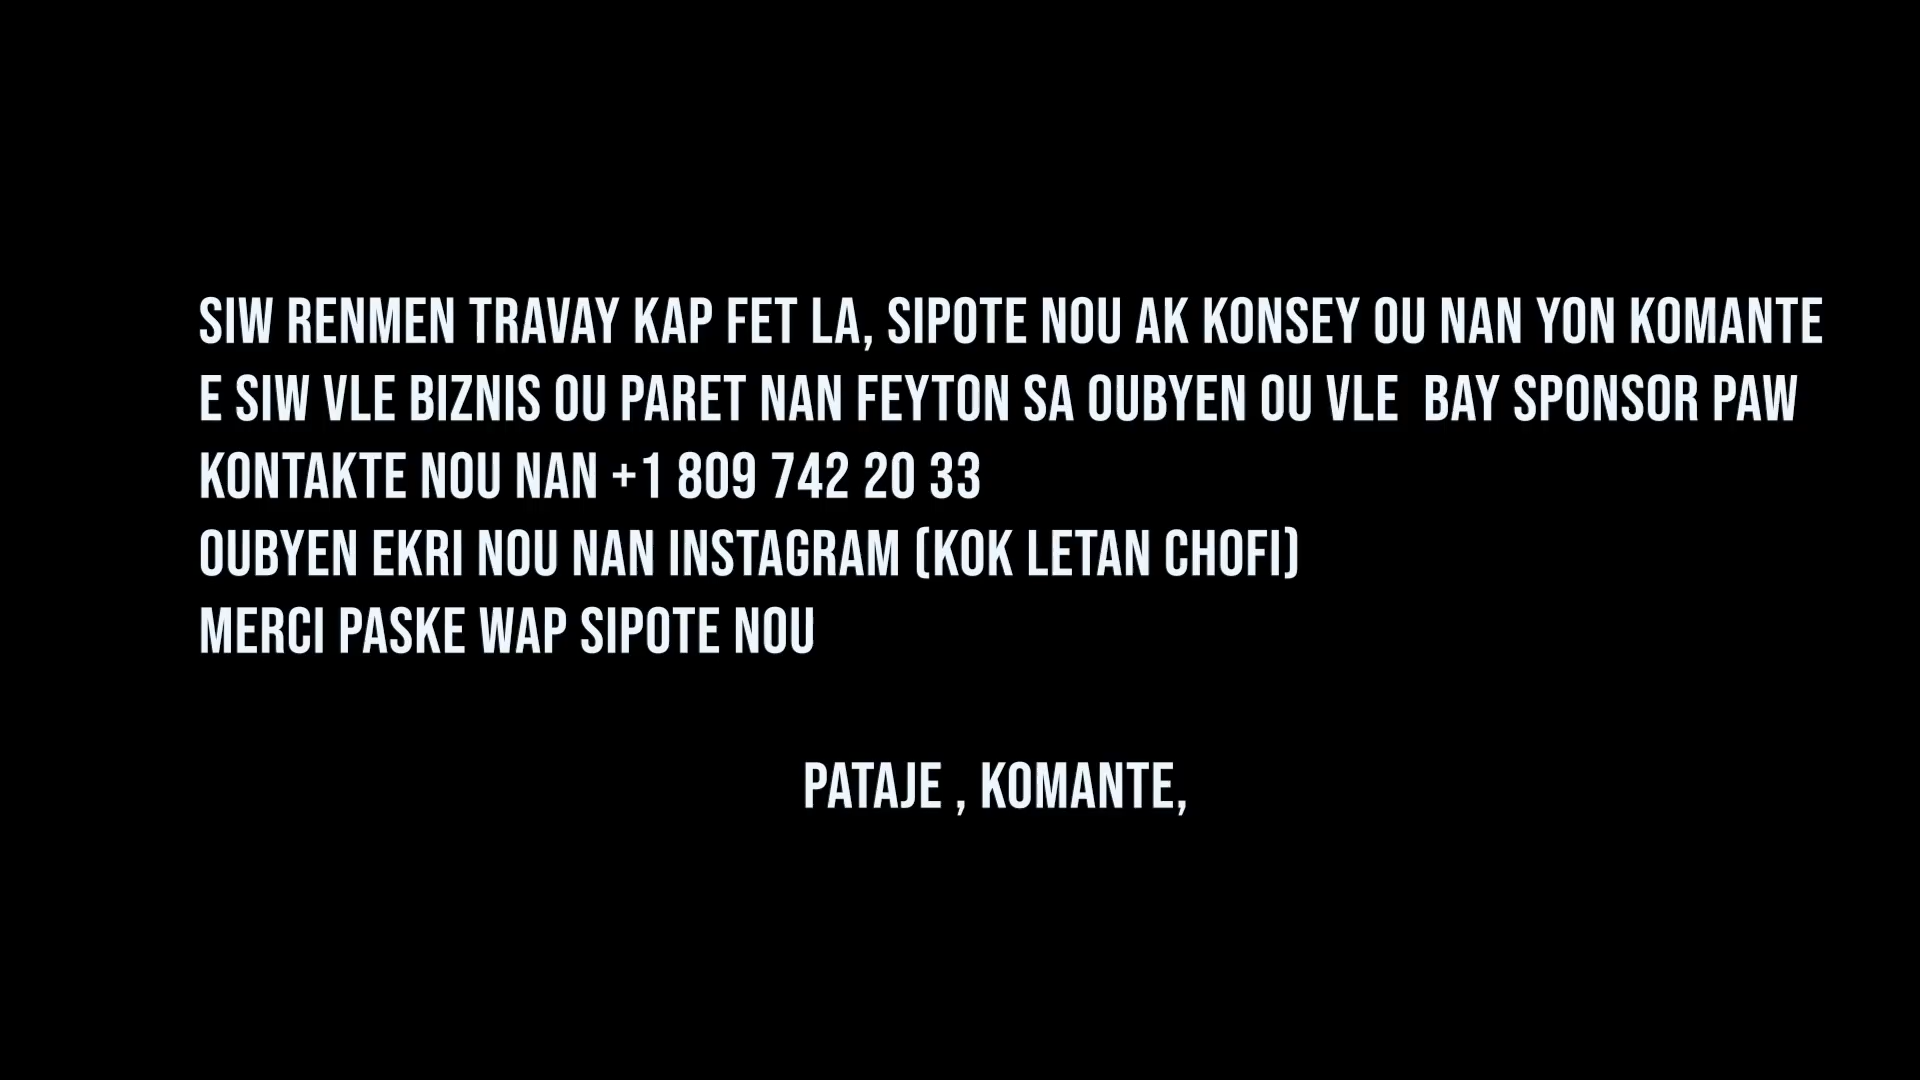 SIW RENMEN TRAVAY KAP FET LA, SIPOTE NOU AK KONSEY OU NAN YON KOMANTE
E SIW VLE BIZNIS OU PARET NAN FEYTON SA OUBYEN OU VLE  BAY SPONSOR PAW
KONTAKTE NOU NAN +1 809 742 20 33
OUBYEN EKRI NOU NAN INSTAGRAM (KOK LETAN CHOFI)
MERCI PASKE WAP SIPOTE NOU
PATAJE , KOMANTE,